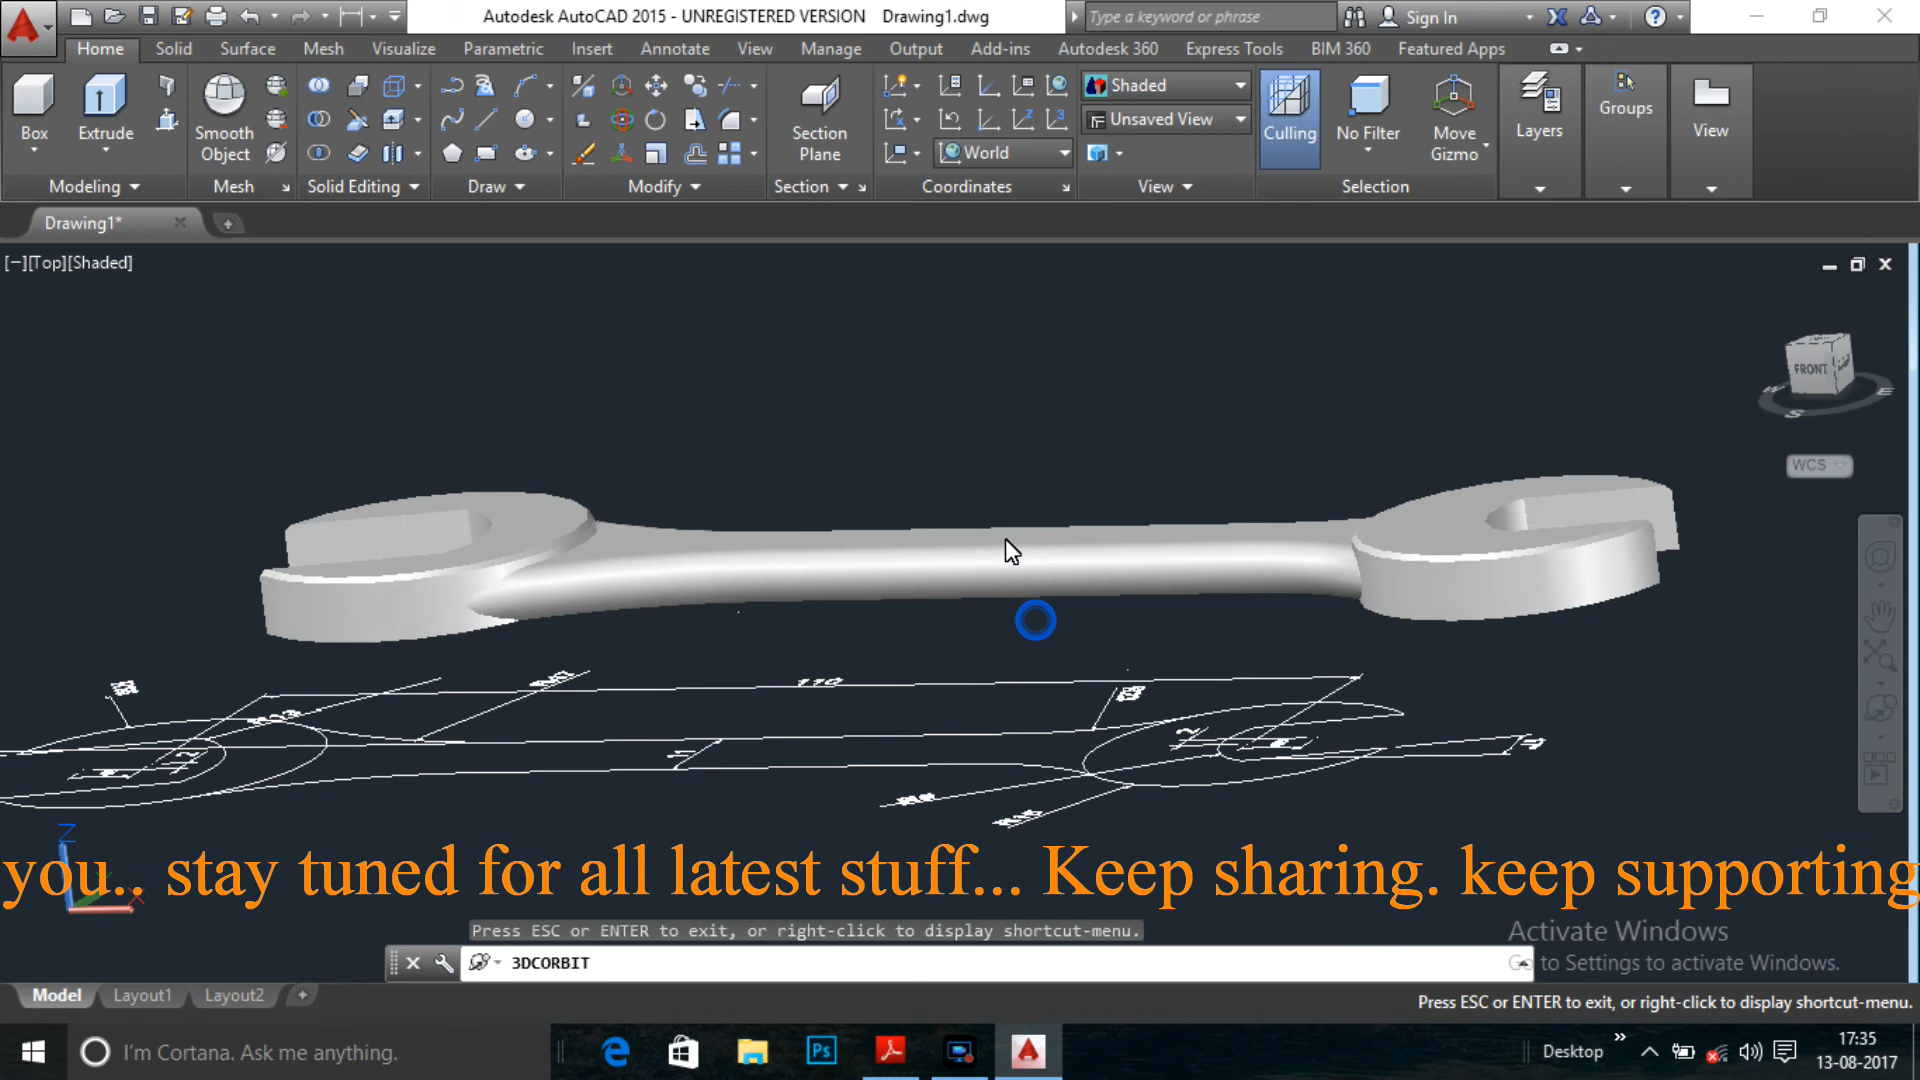 Autodesk AutoCAD 2015 - UNREGISTERED VERSION Drawing1.dwg
Type a keyword or phrase
Sign In
Home Solid Surface Mesh Visualize Parametric Insert Annotate View Manage Output Add-ins Autodesk 360 Express Tools BIM 360 Featured Apps
Box
Extrude
Smooth
Object
Section
Plane
Shaded
Unsaved View
World
Culling
No Filter
Move
Gizmo
Layers
Groups
View
Modeling Mesh Solid Editing Draw Modify Section Coordinates View Selection
Drawing1*
[−][Top][Shaded]
FRONT
S
E
WCS
110
Z
X
you.. stay tuned for all latest stuff... Keep sharing. keep supporting
Press ESC or ENTER to exit, or right-click to display shortcut-menu.
Activate Windows
Go to Settings to activate Windows.
3DCORBIT
Model Layout1 Layout2
Press ESC or ENTER to exit, or right-click to display shortcut-menu.
I'm Cortana. Ask me anything.
Ps
Desktop
17:35
13-08-2017